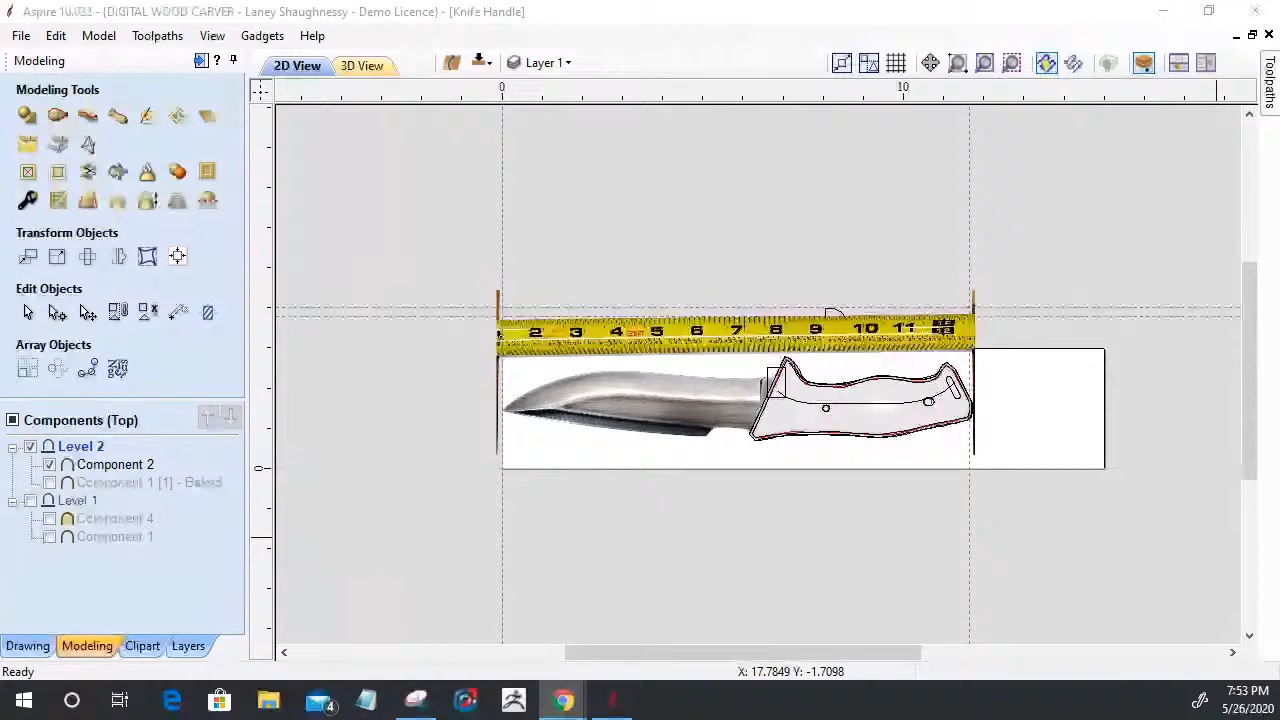 Aspire - {DIGITAL WOOD CARVER - Laney Shaughnessy - Demo Licence} - [Knife Handle]
File Edit Model Toolpaths View Gadgets Help
Modeling
2D View 3D View Layer 1
Toolpaths
0 10
Modeling Tools
Transform Objects
Edit Objects
Array Objects
2 3 4 5 6 7 8 9 10 11
0
Components (Top)
Level 2
Component 2
Component 1 [1] - Baked
Level 1
Component 4
Component 1
Drawing Modeling Clipart Layers
Ready X: 17.7849 Y: -1.7098
4
7:53 PM
5/26/2020